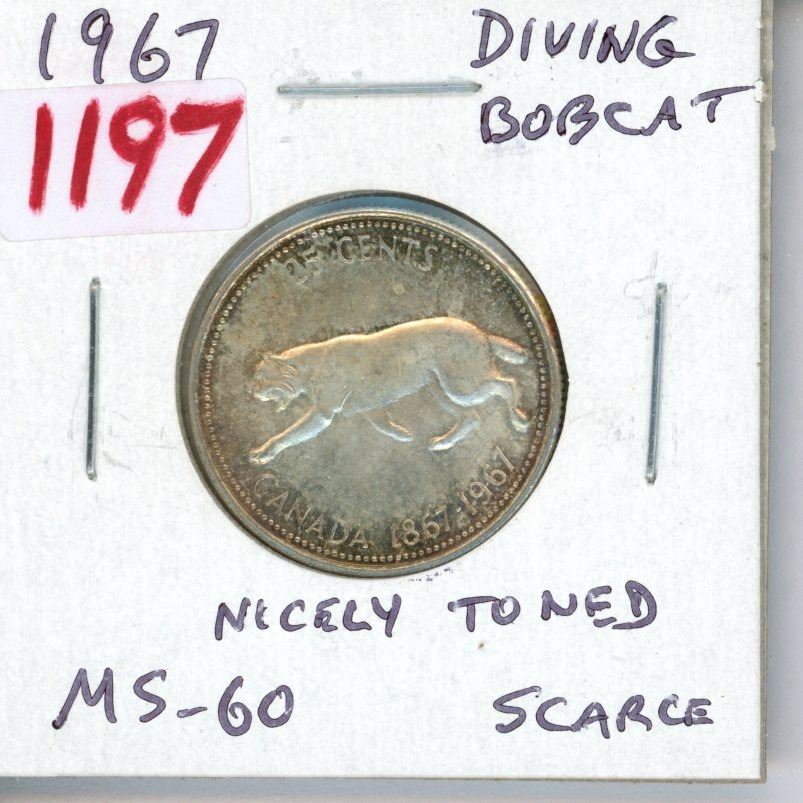 1967
DIVING
BOBCAT
1197
25 CENTS
CANADA 1867·1967
NICELY TONED
MS-60
SCARCE